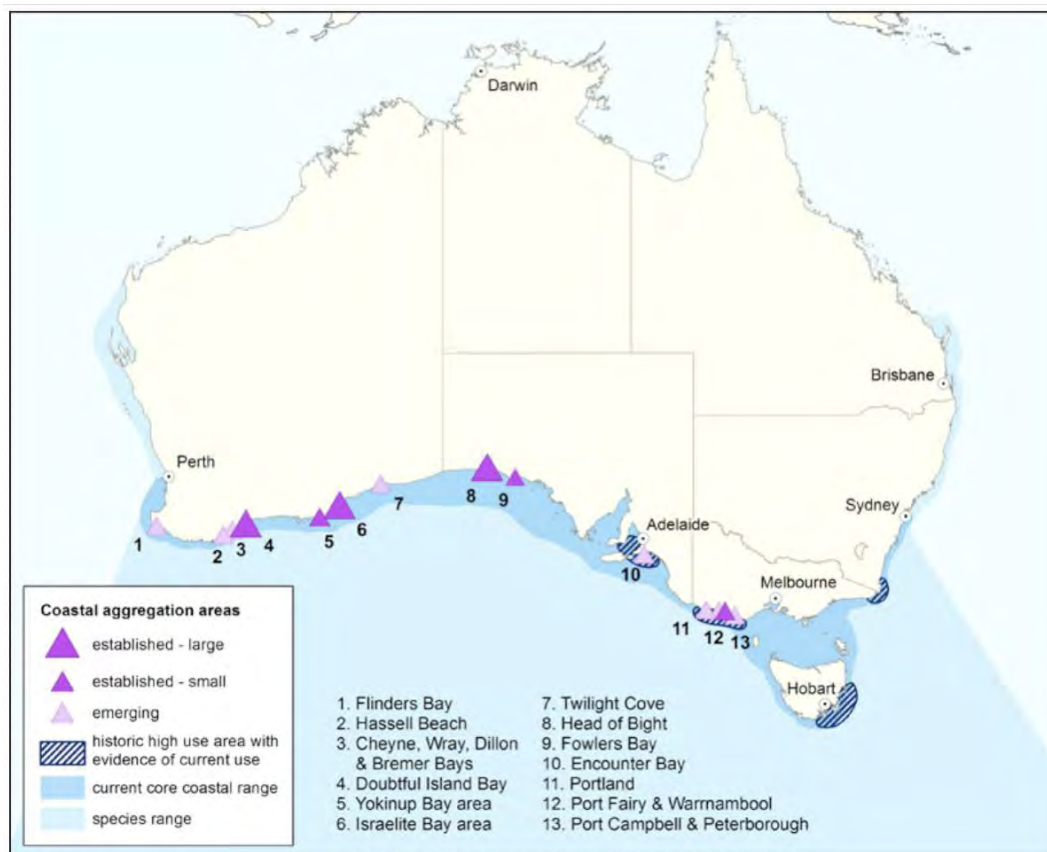 Darwin
Brisbane
Perth
Sydney
Adelaide
Melbourne
Hobart
1
2
3
4
5
6
7
8
9
10
11
12
13
Coastal aggregation areas
established - large
established - small
emerging
historic high use area with
evidence of current use
current core coastal range
species range
1. Flinders Bay
2. Hassell Beach
3. Cheyne, Wray, Dillon
& Bremer Bays
4. Doubtful Island Bay
5. Yokinup Bay area
6. Israelite Bay area
7. Twilight Cove
8. Head of Bight
9. Fowlers Bay
10. Encounter Bay
11. Portland
12. Port Fairy & Warrnambool
13. Port Campbell & Peterborough